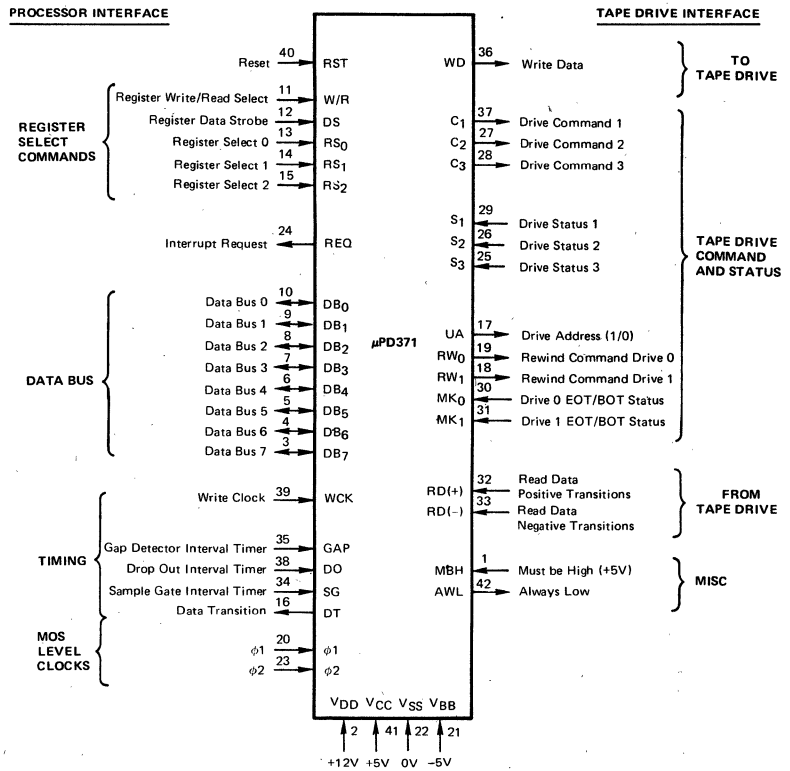 PROCESSOR INTERFACE
TAPE DRIVE INTERFACE
Reset 40 RST
REGISTER SELECT COMMANDS
Register Write/Read Select 11 W/R
Register Data Strobe 12 DS
Register Select 0 13 RS0
Register Select 1 14 RS1
Register Select 2 15 RS2
Interrupt Request 24 REQ
DATA BUS
Data Bus 0 10 DB0
Data Bus 1 9 DB1
Data Bus 2 8 DB2
Data Bus 3 7 DB3
Data Bus 4 6 DB4
Data Bus 5 5 DB5
Data Bus 6 4 DB6
Data Bus 7 3 DB7
TIMING
Write Clock 39 WCK
Gap Detector Interval Timer 35 GAP
Drop Out Interval Timer 38 DO
Sample Gate Interval Timer 34 SG
Data Transition 16 DT
MOS LEVEL CLOCKS
ϕ1 20 ϕ1
ϕ2 23 ϕ2
μPD371
WD 36 Write Data
TO TAPE DRIVE
C1 37 Drive Command 1
C2 27 Drive Command 2
C3 28 Drive Command 3
S1 29 Drive Status 1
S2 26 Drive Status 2
S3 25 Drive Status 3
TAPE DRIVE COMMAND AND STATUS
UA 17 Drive Address (1/0)
RW0 19 Rewind Command Drive 0
RW1 18 Rewind Command Drive 1
MK0 30 Drive 0 EOT/BOT Status
MK1 31 Drive 1 EOT/BOT Status
RD(+) 32 Read Data Positive Transitions
RD(−) 33 Read Data Negative Transitions
FROM TAPE DRIVE
MBH 1 Must be High (+5V)
AWL 42 Always Low
MISC
VDD VCC VSS VBB
2 41 22 21
+12V +5V 0V −5V